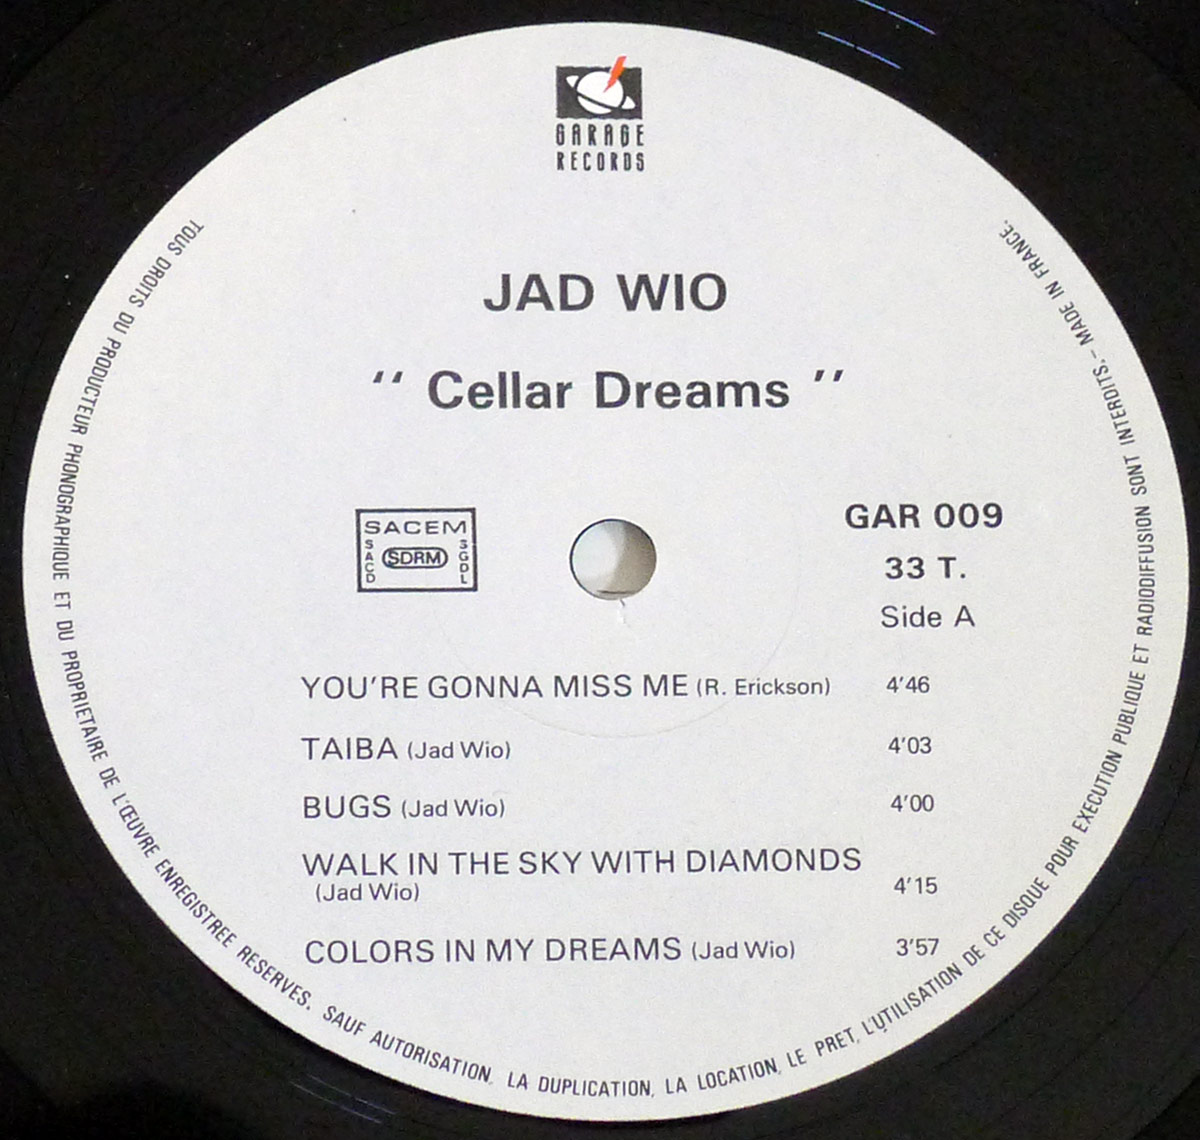 GARAGE
RECORDS
JAD WIO
" Cellar Dreams "
SACEM
SACD
SDRM
SGDL
GAR 009
33 T.
Side A
YOU'RE GONNA MISS ME (R. Erickson) 4'46
TAIBA (Jad Wio) 4'03
BUGS (Jad Wio) 4'00
WALK IN THE SKY WITH DIAMONDS
(Jad Wio) 4'15
COLORS IN MY DREAMS (Jad Wio) 3'57
TOUS DROITS DU PRODUCTEUR PHONOGRAPHIQUE ET DU PROPRIETAIRE DE L'ŒUVRE ENREGISTREE RESERVES. SAUF AUTORISATION, LA DUPLICATION, LA LOCATION, LE PRET, L'UTILISATION DE CE DISQUE POUR EXECUTION PUBLIQUE ET RADIODIFFUSION SONT INTERDITS. - MADE IN FRANCE.